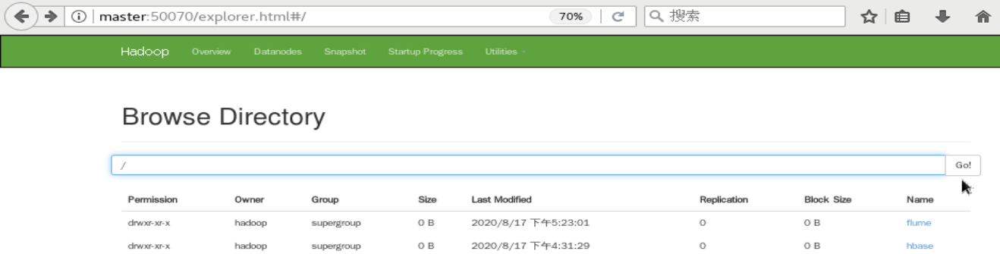 master:50070/explorer.html#/ 70% 搜索
Hadoop Overview Datanodes Snapshot Startup Progress Utilities
Browse Directory
/ Go!
Permission Owner Group Size Last Modified Replication Block Size Name
drwxr-xr-x hadoop supergroup 0 B 2020/8/17 下午5:23:01 0 0 B flume
drwxr-xr-x hadoop supergroup 0 B 2020/8/17 下午4:31:29 0 0 B hbase